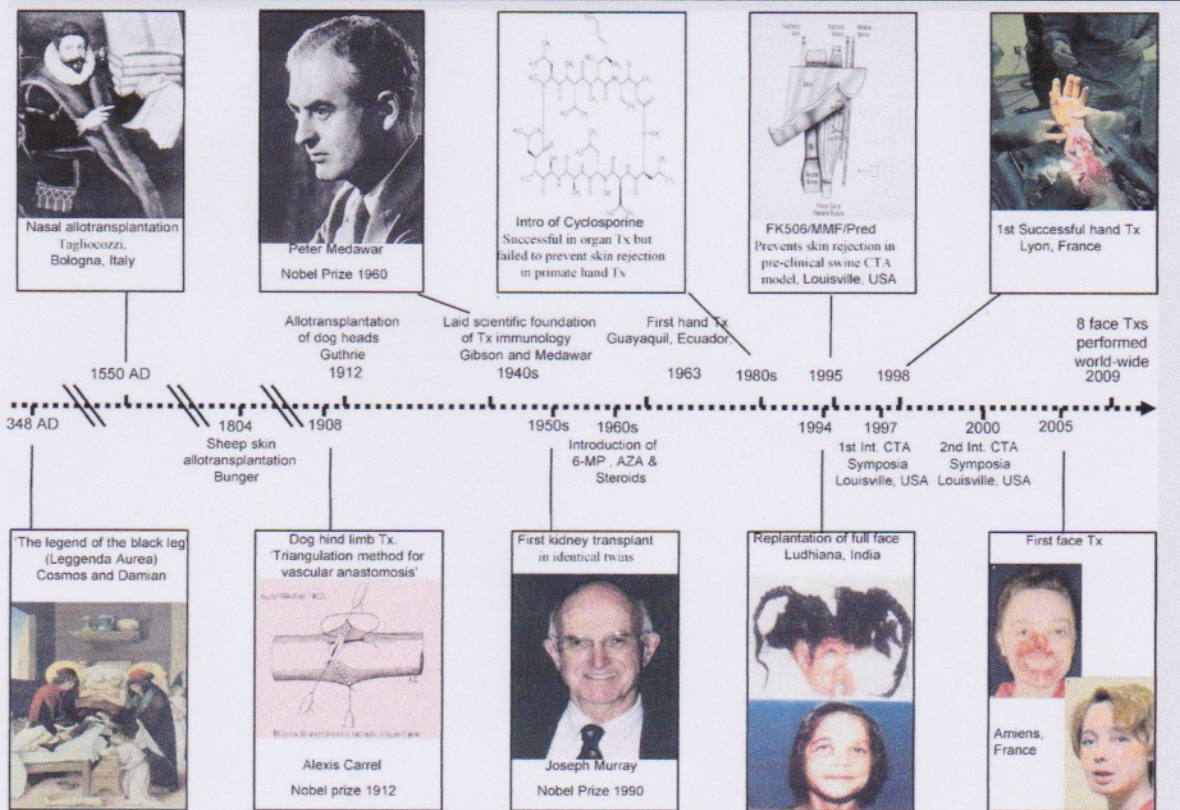 Nasal allotransplantation
Tagliocozzi,
Bologna, Italy
Peter Medawar
Nobel Prize 1960
Intro of Cyclosporine
Successful in organ Tx but
failed to prevent skin rejection
in primate hand Tx
FK506/MMF/Pred
Prevents skin rejection in
pre-clinical swine CTA
model, Louisville, USA
1st Successful hand Tx
Lyon, France
Allotransplantation
of dog heads
Guthrie
1912
Laid scientific foundation
of Tx immunology
Gibson and Medawar
1940s
First hand Tx
Guayaquil, Ecuador,
1963
8 face Txs
performed
world-wide
2009
1550 AD
1980s
1995
1998
348 AD
1804
Sheep skin
allotransplantation
Bunger
1908
1950s
1960s
Introduction of
6-MP , AZA &
Steroids
1994
1997
1st Int. CTA
Symposia
Louisville, USA
2000
2nd Int. CTA
Symposia
Louisville, USA
2005
'The legend of the black leg'
(Leggenda Aurea)
Cosmos and Damian
Dog hind limb Tx.
'Triangulation method for
vascular anastomosis'
Alexis Carrel
Nobel prize 1912
First kidney transplant
in identical twins
Joseph Murray
Nobel Prize 1990
Replantation of full face
Ludhiana, India
First face Tx
Amiens,
France